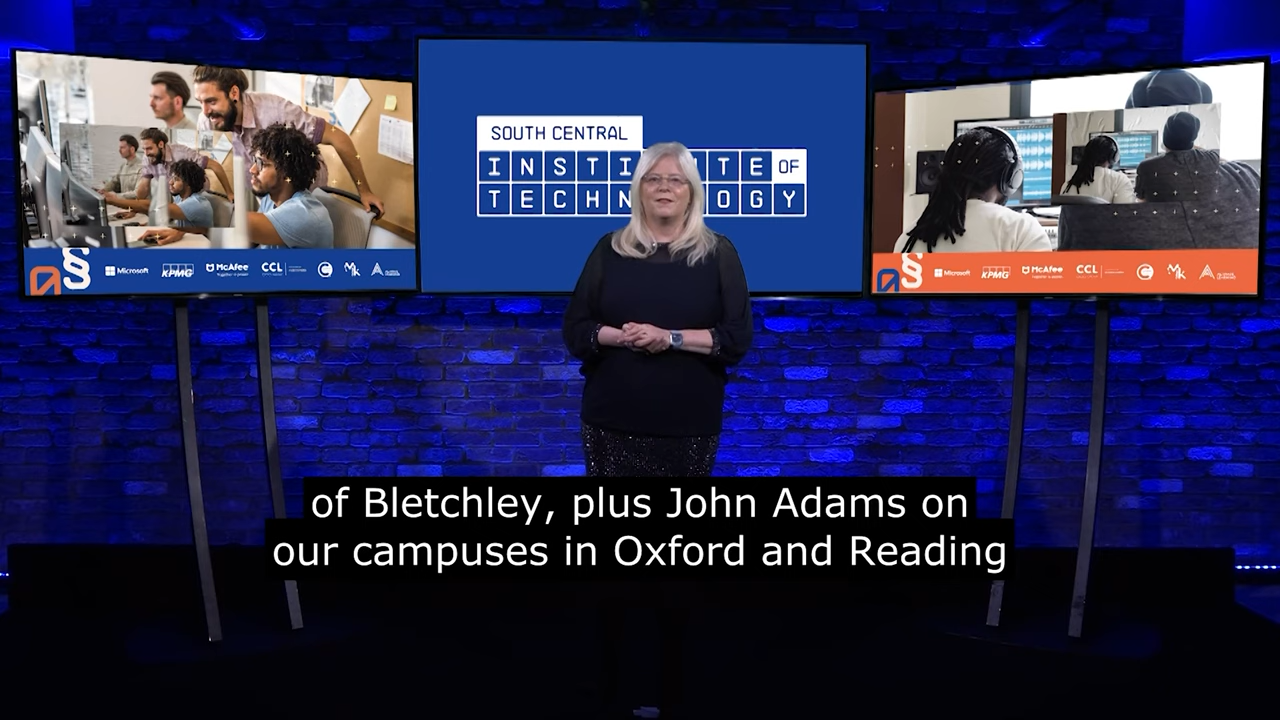 SOUTH CENTRAL
INSTI TE OF
TECHN OGY
Microsoft
KPMG
McAfee
CCL
MK
Microsoft
KPMG
McAfee
CCL
MK
of Bletchley, plus John Adams on
our campuses in Oxford and Reading